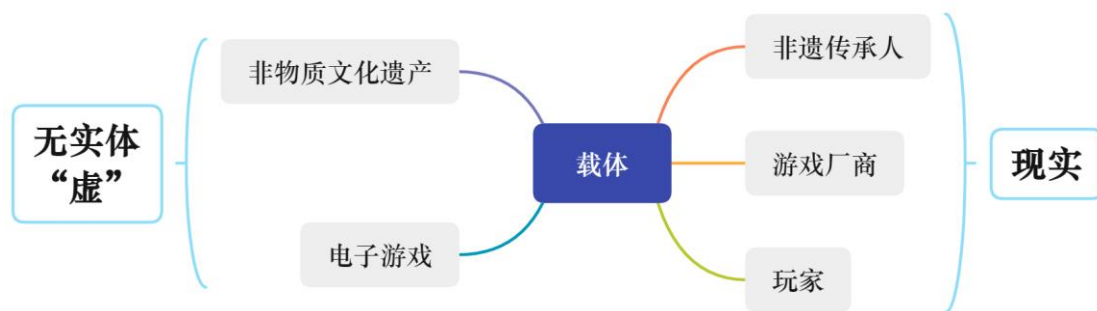 无实体
“虚”
非物质文化遗产
电子游戏
载体
非遗传承人
游戏厂商
玩家
现实